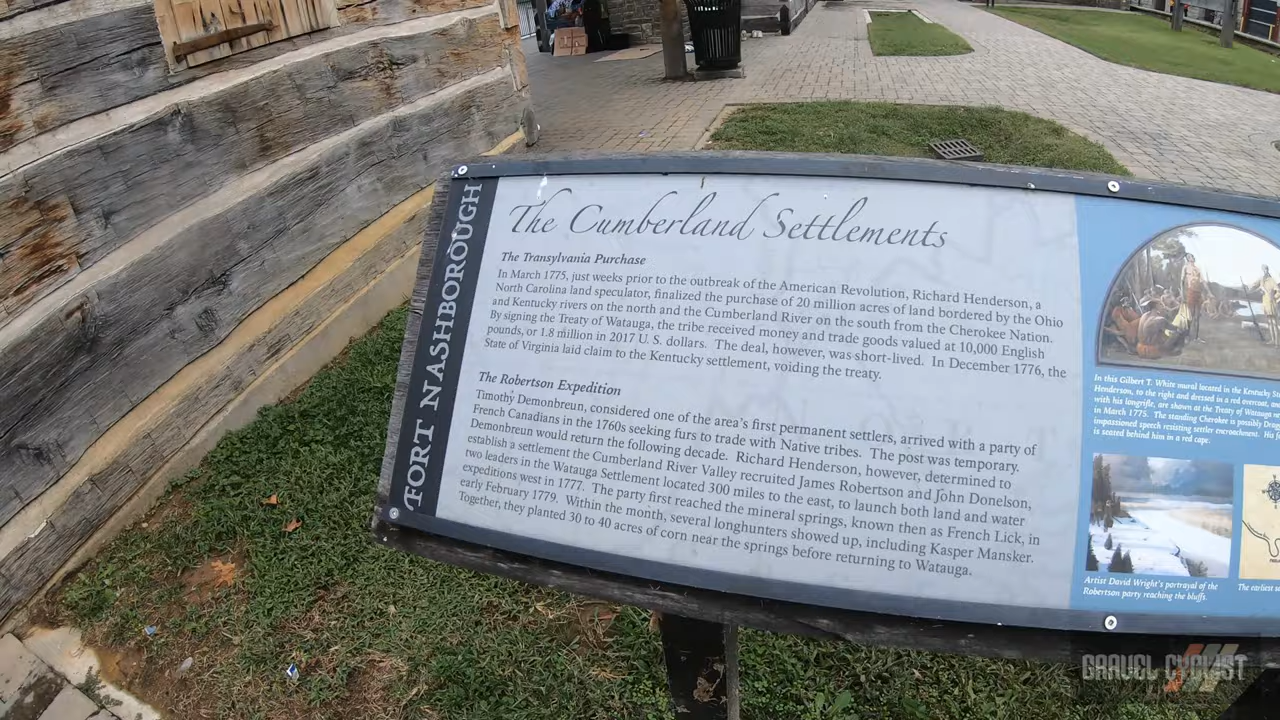 FORT NASHBOROUGH
The Cumberland Settlements
The Transylvania Purchase
In March 1775, just weeks prior to the outbreak of the American Revolution, Richard Henderson, a
North Carolina land speculator, finalized the purchase of 20 million acres of land bordered by the Ohio
and Kentucky rivers on the north and the Cumberland River on the south from the Cherokee Nation.
By signing the Treaty of Watauga, the tribe received money and trade goods valued at 10,000 English
pounds, or 1.8 million in 2017 U. S. dollars. The deal, however, was short-lived. In December 1776, the
State of Virginia laid claim to the Kentucky settlement, voiding the treaty.
The Robertson Expedition
Timothy Demonbreun, considered one of the area's first permanent settlers, arrived with a party of
French Canadians in the 1760s seeking furs to trade with Native tribes. The post was temporary.
Demonbreun would return the following decade. Richard Henderson, however, determined to
establish a settlement the Cumberland River Valley recruited James Robertson and John Donelson,
two leaders in the Watauga Settlement located 300 miles to the east, to launch both land and water
expeditions west in 1777. The party first reached the mineral springs, known then as French Lick, in
early February 1779. Within the month, several longhunters showed up, including Kasper Mansker.
Together, they planted 30 to 40 acres of corn near the springs before returning to Watauga.
In this Gilbert T. White mural located in the Kentucky
Henderson, to the right and dressed in a red overcoat,
with his longrifle, are shown at the Treaty of Watauga
in March 1775. The standing Cherokee is possibly
impassioned speech resisting settler encroachment. His
is seated behind him in a red cape.
Artist David Wright's portrayal of the
Robertson party reaching the bluffs.
The earliest
GRAVEL CYCLIST